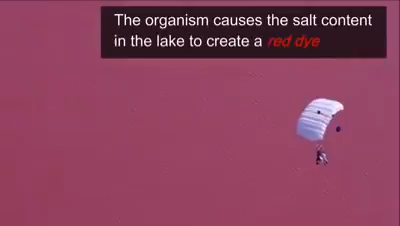 The organism causes the salt content
in the lake to create a red dye